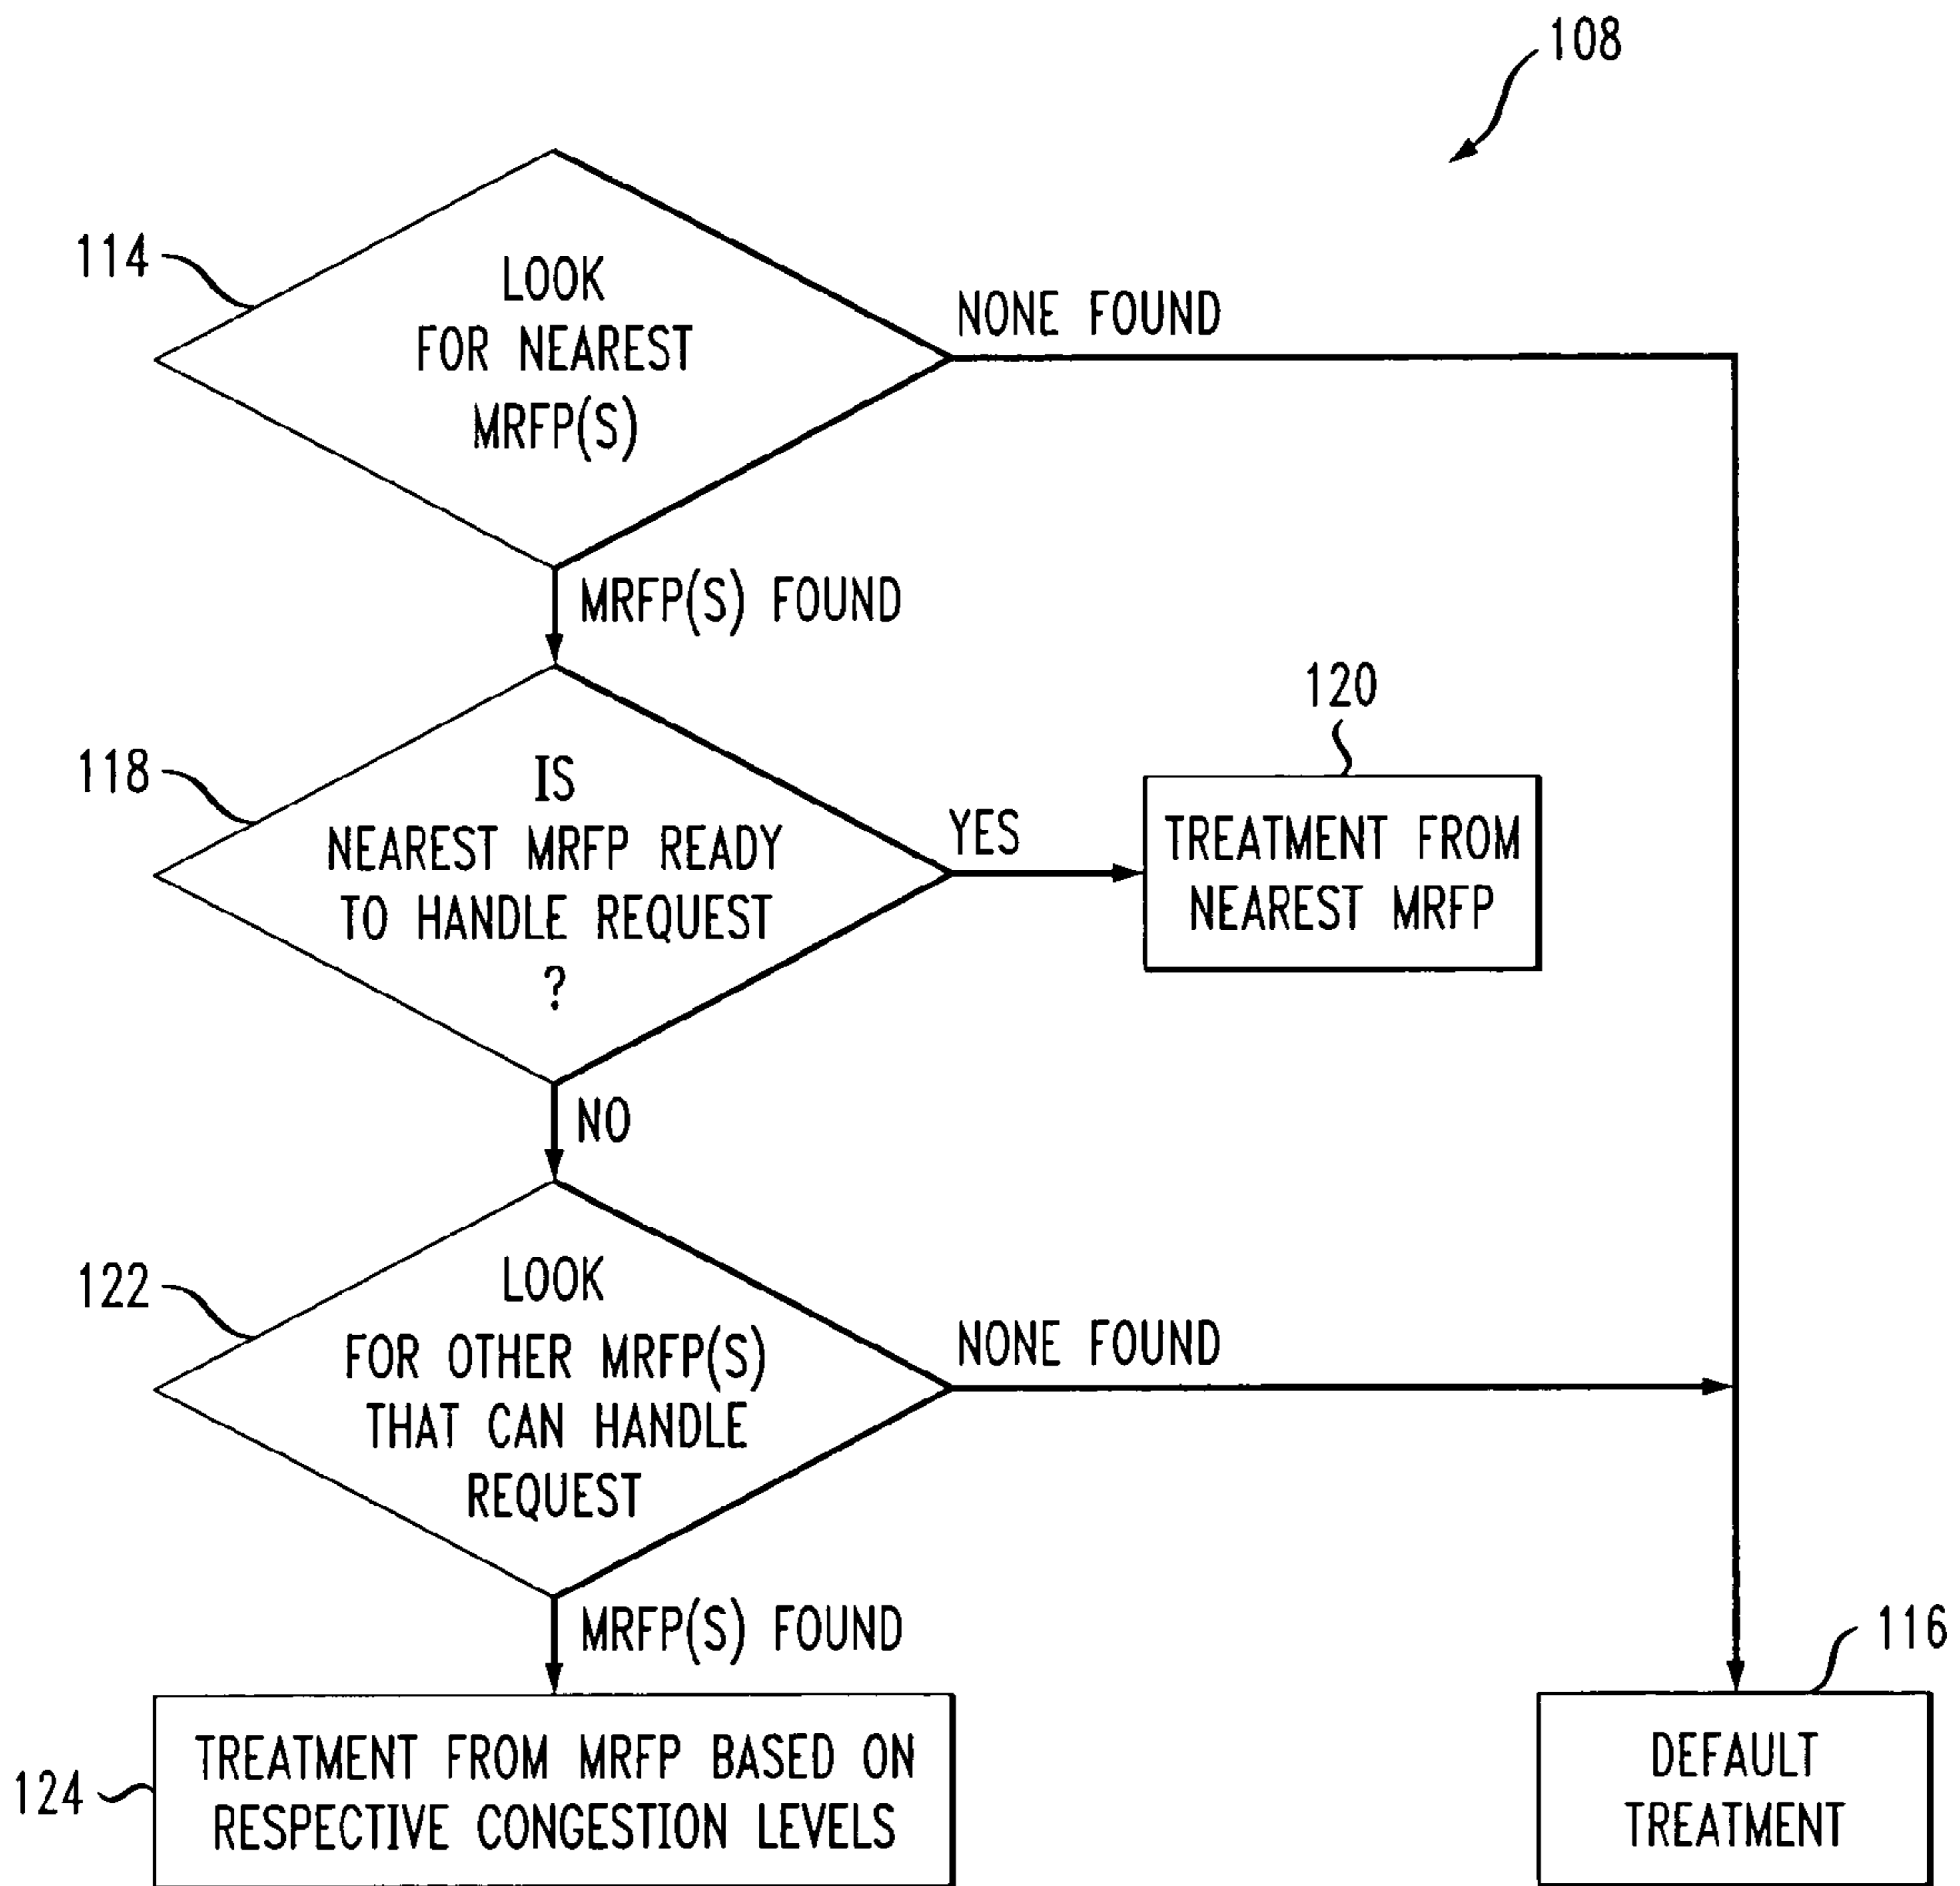 108
114
LOOK
FOR NEAREST
MRFP(S)
NONE FOUND
MRFP(S) FOUND
118
IS
NEAREST MRFP READY
TO HANDLE REQUEST
?
YES
120
TREATMENT FROM
NEAREST MRFP
NO
122
LOOK
FOR OTHER MRFP(S)
THAT CAN HANDLE
REQUEST
NONE FOUND
MRFP(S) FOUND
124
TREATMENT FROM MRFP BASED ON
RESPECTIVE CONGESTION LEVELS
116
DEFAULT
TREATMENT